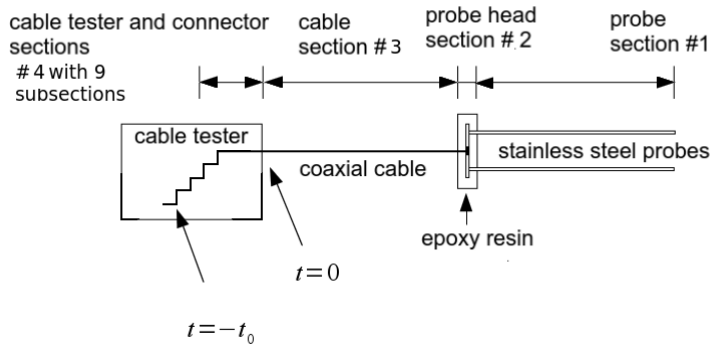 cable tester and connector
sections
#4 with 9
subsections
cable
section #3
probe head
section #2
probe
section #1
cable tester
coaxial cable
stainless steel probes
epoxy resin
t=0
t=−t₀